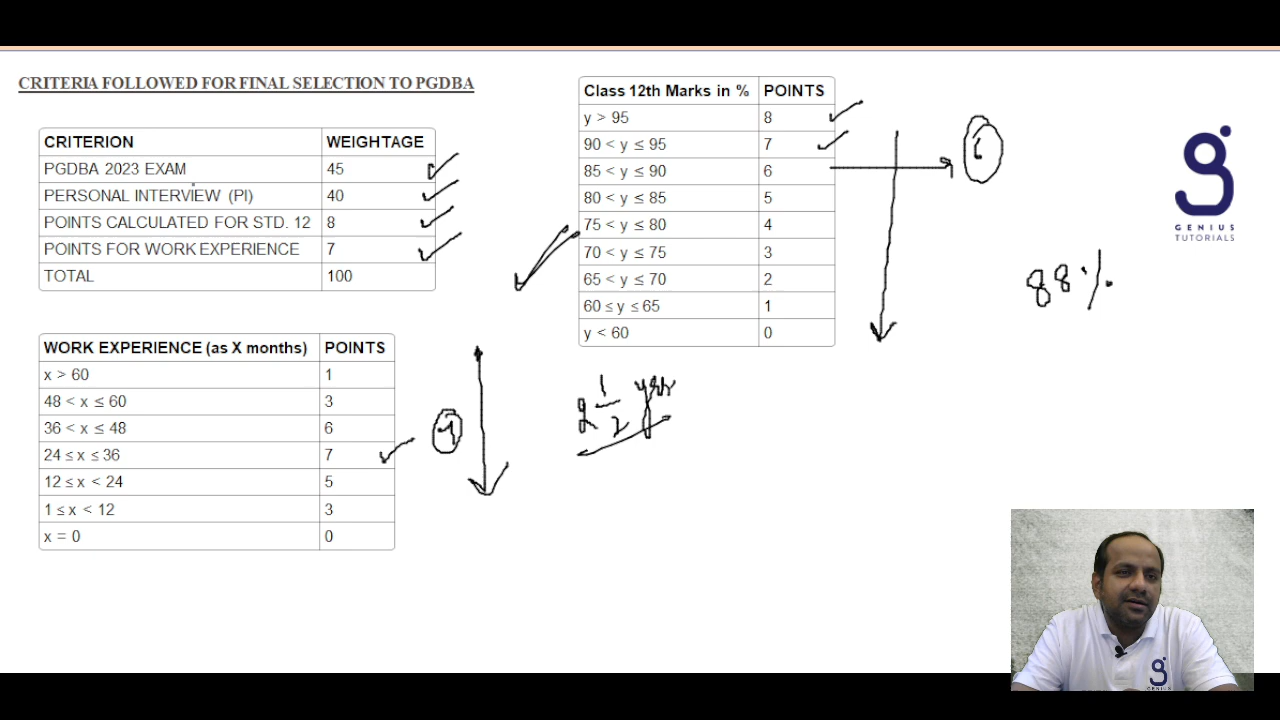 CRITERIA FOLLOWED FOR FINAL SELECTION TO PGDBA
CRITERION WEIGHTAGE
PGDBA 2023 EXAM 45
PERSONAL INTERVIEW (PI) 40
POINTS CALCULATED FOR STD. 12 8
POINTS FOR WORK EXPERIENCE 7
TOTAL 100
WORK EXPERIENCE (as X months) POINTS
x > 60 1
48 < x ≤ 60 3
36 < x ≤ 48 6
24 ≤ x ≤ 36 7
12 ≤ x < 24 5
1 ≤ x < 12 3
x = 0 0
Class 12th Marks in % POINTS
y > 95 8
90 < y ≤ 95 7
85 < y ≤ 90 6
80 < y ≤ 85 5
75 < y ≤ 80 4
70 < y ≤ 75 3
65 < y ≤ 70 2
60 ≤ y ≤ 65 1
y < 60 0
2 1/2 year
88%
GENIUS
TUTORIALS
GENIUS